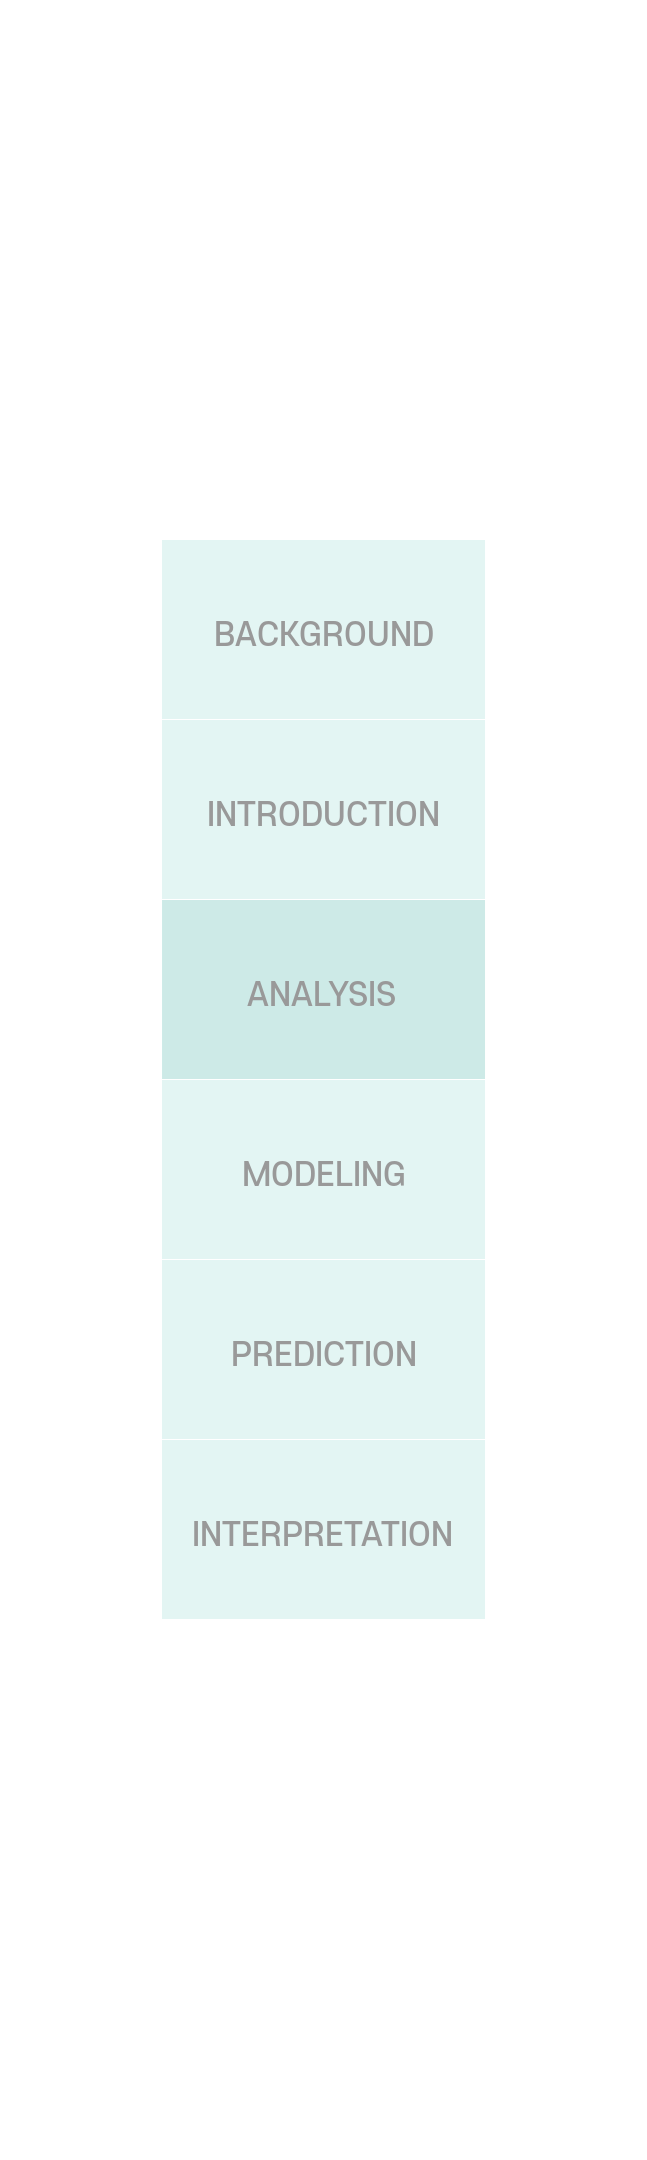 BACKGROUND
INTRODUCTION
ANALYSIS
MODELING
PREDICTION
INTERPRETATION